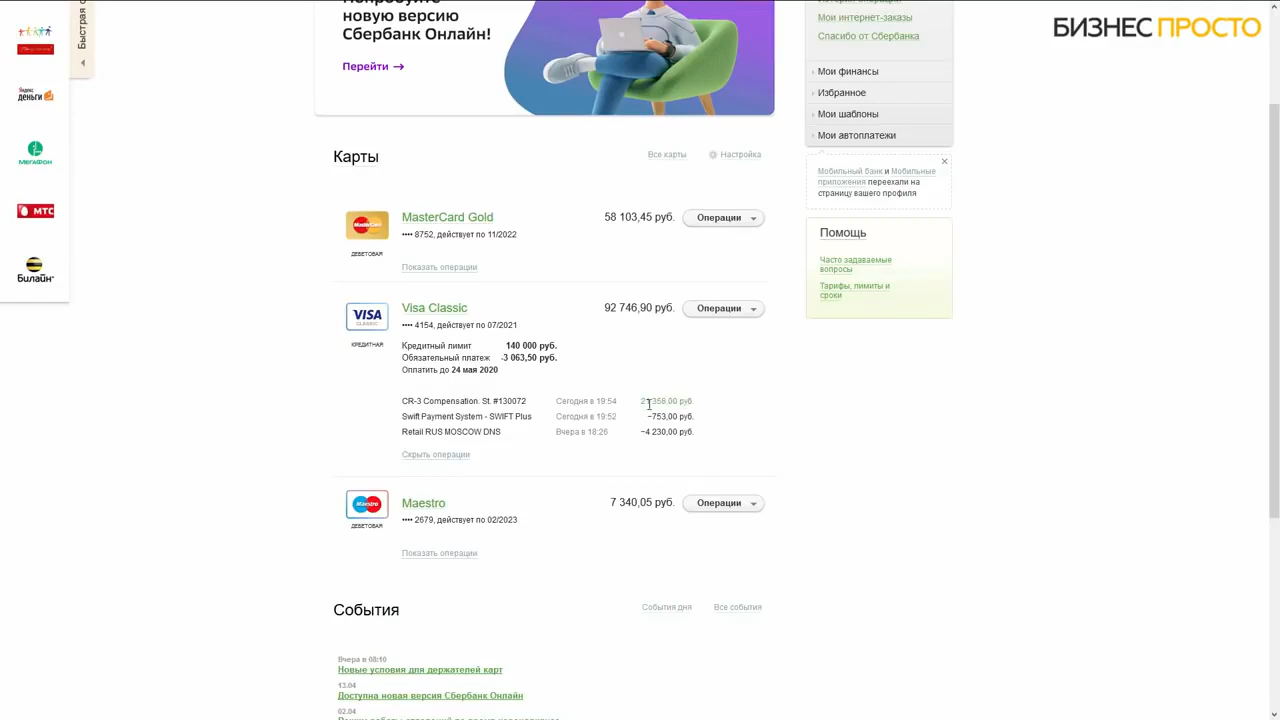 новую версию
Сбербанк Онлайн!
Перейти →
Быстрая
Яндекс
деньги
МЕГАФОН
МТС
Билайн
Мои интернет-заказы
Спасибо от Сбербанка
БИЗНЕС ПРОСТО
Мои финансы
Избранное
Мои шаблоны
Мои автоплатежи
Мобильный банк и Мобильные
приложения переехали на
страницу вашего профиля
Помощь
Часто задаваемые
вопросы
Тарифы, лимиты и
сроки
Карты
Все карты
Настройка
MasterCard
ДЕБЕТОВАЯ
MasterCard Gold
58 103,45 руб.
Операции
•••• 8752, действует по 11/2022
Показать операции
VISA
CLASSIC
КРЕДИТНАЯ
Visa Classic
92 746,90 руб.
Операции
•••• 4154, действует по 07/2021
Кредитный лимит 140 000 руб.
Обязательный платеж -3 063,50 руб.
Оплатить до 24 мая 2020
CR-3 Compensation. St. #130072 Сегодня в 19:54
358,00 руб.
Swift Payment System - SWIFT Plus Сегодня в 19:52 −753,00 руб.
Retail RUS MOSCOW DNS Вчера в 18:26 −4 230,00 руб.
Скрыть операции
Maestro
ДЕБЕТОВАЯ
Maestro
7 340,05 руб.
Операции
•••• 2679, действует по 02/2023
Показать операции
События
События дня
Все события
Вчера в 08:10
Новые условия для держателей карт
13.04
Доступна новая версия Сбербанк Онлайн
02.04